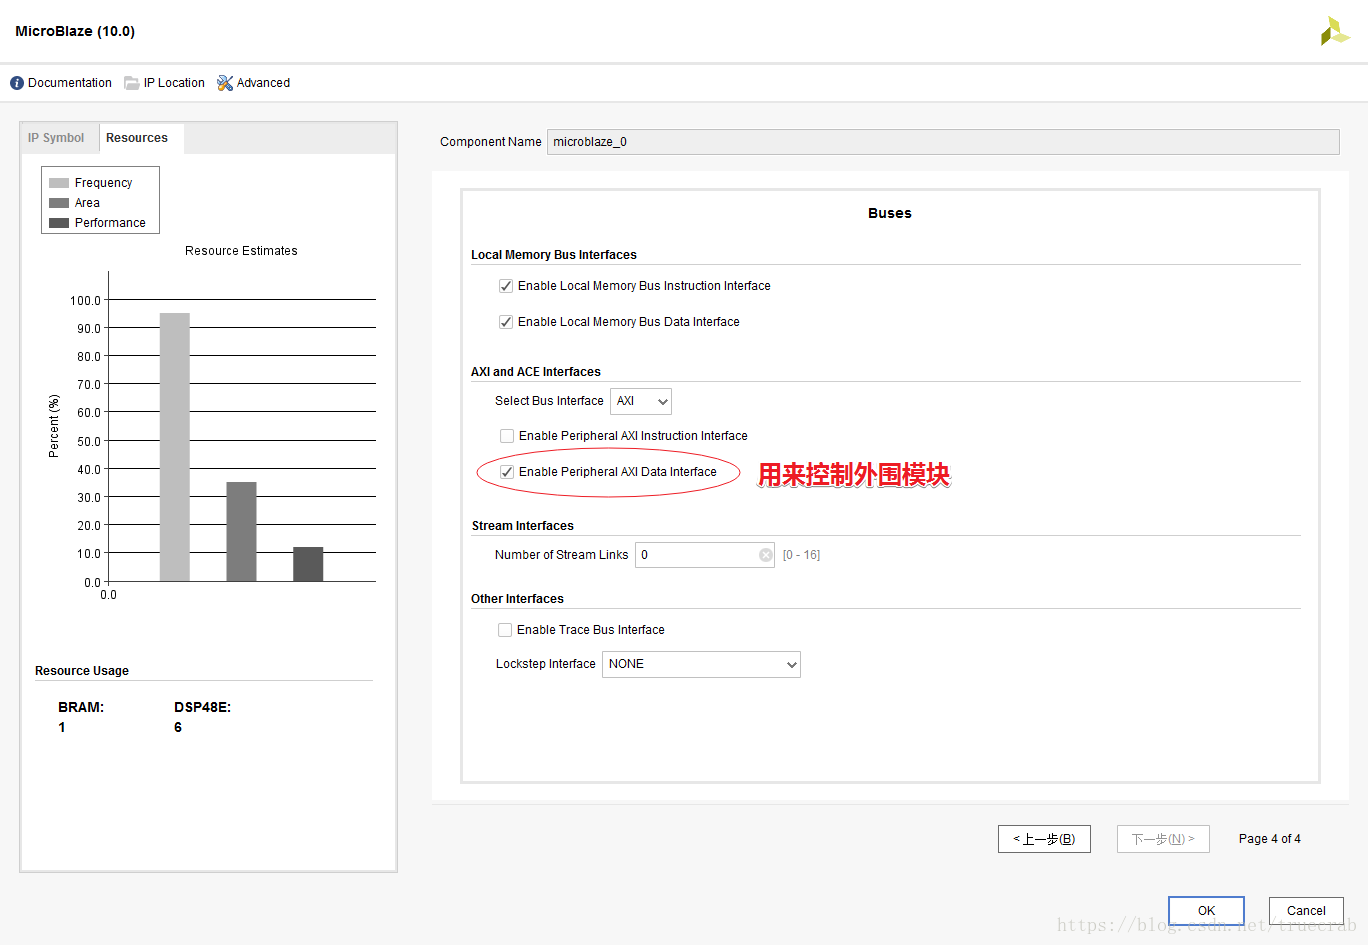 MicroBlaze (10.0)
Documentation IP Location Advanced
IP Symbol Resources
Frequency
Area
Performance
Resource Estimates
Percent (%)
100.0
90.0
80.0
70.0
60.0
50.0
40.0
30.0
20.0
10.0
0.0
0.0
Resource Usage
BRAM: DSP48E:
1 6
Component Name microblaze_0
Buses
Local Memory Bus Interfaces
Enable Local Memory Bus Instruction Interface
Enable Local Memory Bus Data Interface
AXI and ACE Interfaces
Select Bus Interface AXI
Enable Peripheral AXI Instruction Interface
Enable Peripheral AXI Data Interface 用来控制外围模块
Stream Interfaces
Number of Stream Links 0 [0 - 16]
Other Interfaces
Enable Trace Bus Interface
Lockstep Interface NONE
< 上一步(B) 下一步(N) > Page 4 of 4
OK Cancel
https://blog.csdn.net/truecrab